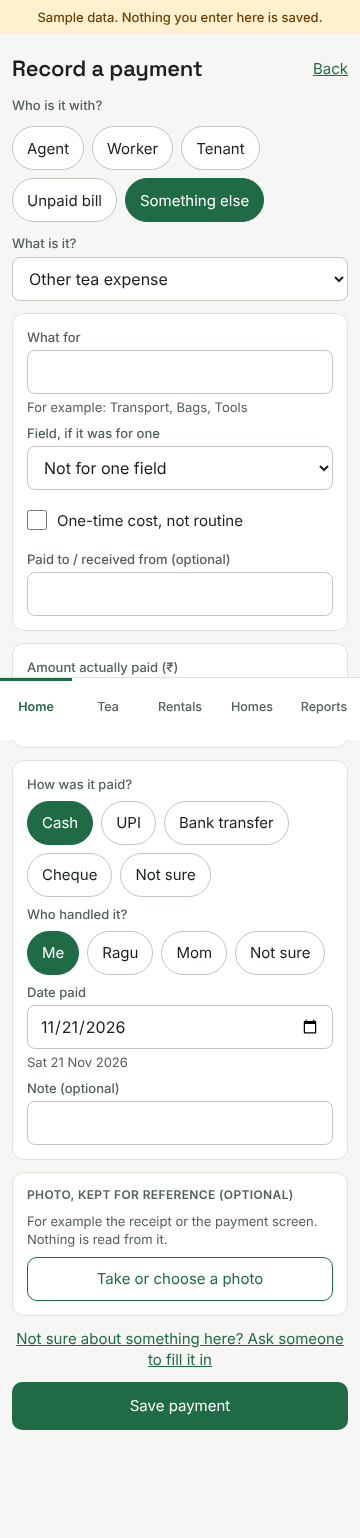 Sample data. Nothing you enter here is saved.
Record a payment
Back
Who is it with?
Agent
Worker
Tenant
Unpaid bill
Something else
What is it?
Other tea expense
What for
For example: Transport, Bags, Tools
Field, if it was for one
Not for one field
One-time cost, not routine
Paid to / received from (optional)
Amount actually paid (₹)
Home
Tea
Rentals
Homes
Reports
How was it paid?
Cash
UPI
Bank transfer
Cheque
Not sure
Who handled it?
Me
Ragu
Mom
Not sure
Date paid
11/21/2026
Sat 21 Nov 2026
Note (optional)
PHOTO, KEPT FOR REFERENCE (OPTIONAL)
For example the receipt or the payment screen.
Nothing is read from it.
Take or choose a photo
Not sure about something here? Ask someone
to fill it in
Save payment